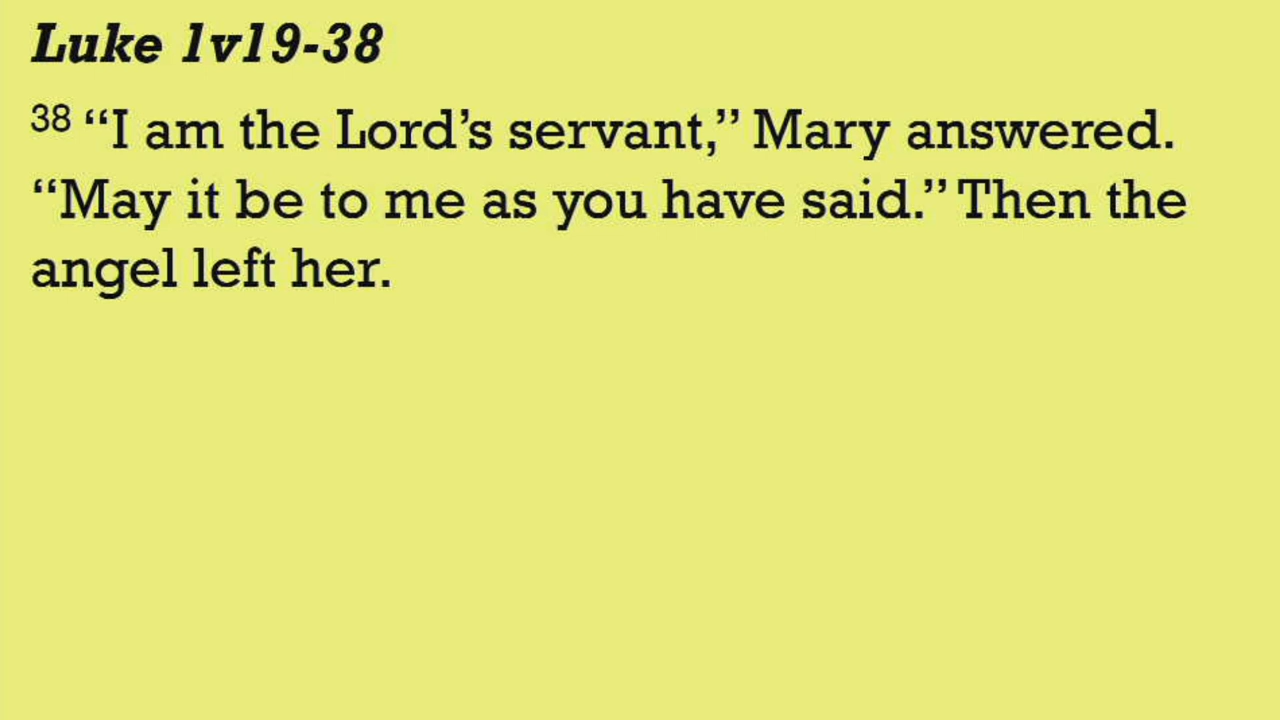 Luke 1v19-38
38 “I am the Lord’s servant,” Mary answered.
“May it be to me as you have said.” Then the
angel left her.